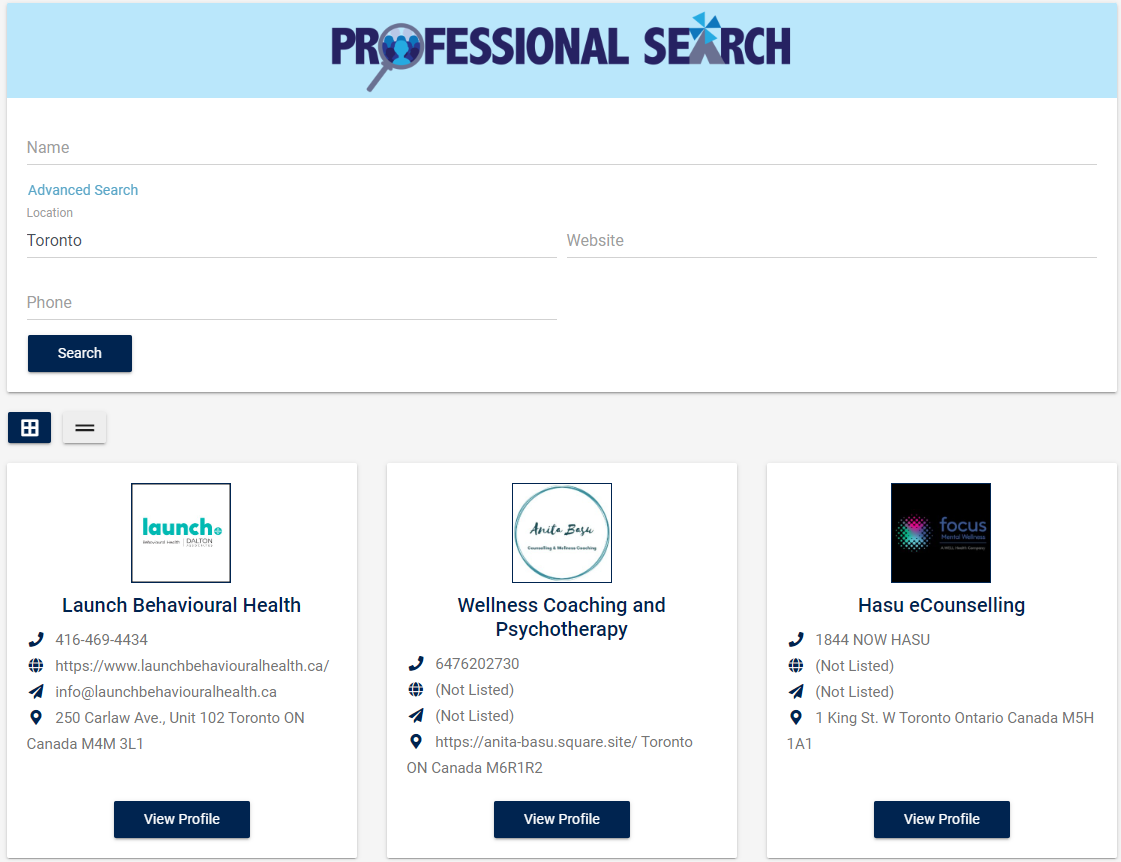 PROFESSIONAL SEARCH
Name
Advanced Search
Location
Toronto
Website
Phone
Search
launch
Behavioural Health | DALTON
Launch Behavioural Health
416-469-4434
https://www.launchbehaviouralhealth.ca/
info@launchbehaviouralhealth.ca
250 Carlaw Ave., Unit 102 Toronto ON
Canada M4M 3L1
View Profile
Anita Basu
Counselling & Wellness Coaching
Wellness Coaching and
Psychotherapy
6476202730
(Not Listed)
(Not Listed)
https://anita-basu.square.site/ Toronto
ON Canada M6R1R2
View Profile
focus
Mental Wellness
A WELL Health Company
Hasu eCounselling
1844 NOW HASU
(Not Listed)
(Not Listed)
1 King St. W Toronto Ontario Canada M5H
1A1
View Profile